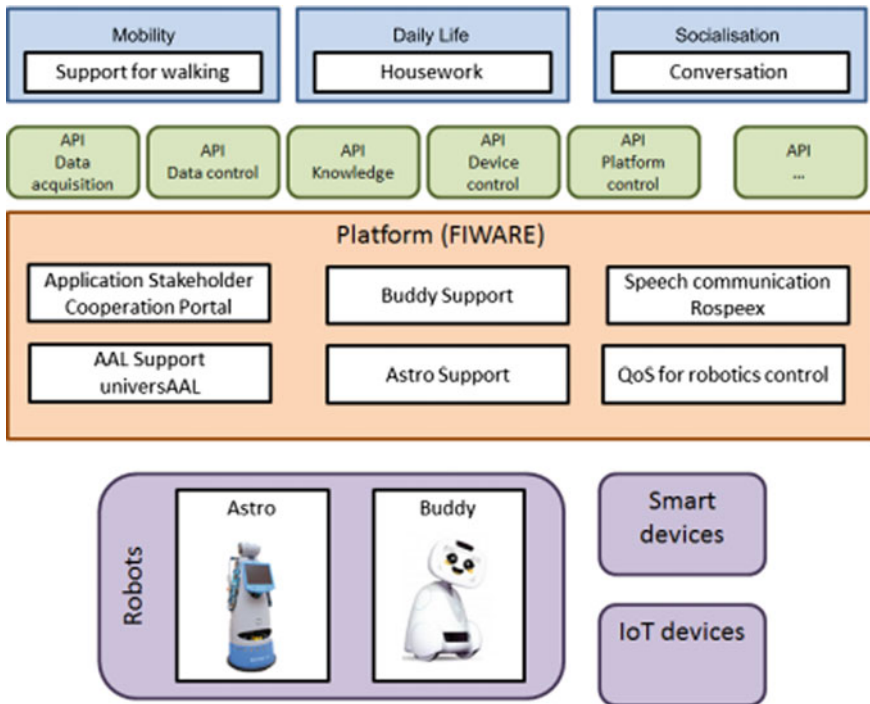 Mobility
Support for walking
Daily Life
Housework
Socialisation
Conversation
API
Data
acquisition
API
Data control
API
Knowledge
API
Device
control
API
Platform
control
API
...
Platform (FIWARE)
Application Stakeholder
Cooperation Portal
Buddy Support
Speech communication
Rospeex
AAL Support
universAAL
Astro Support
QoS for robotics control
Robots
Astro
Buddy
Smart
devices
IoT devices